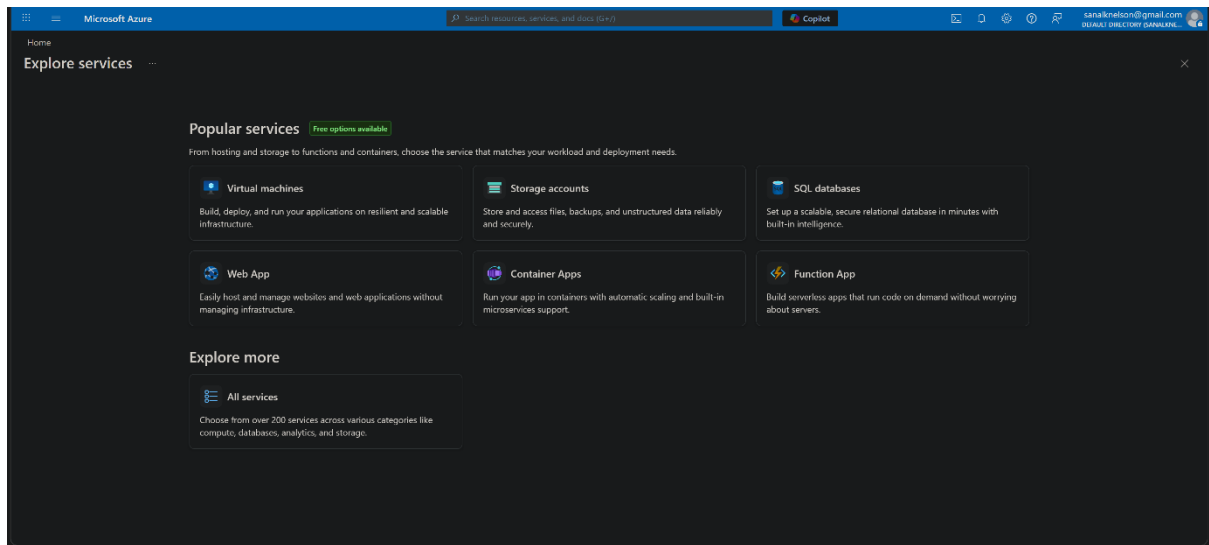 Microsoft Azure
Search resources, services, and docs (G+/)
Copilot
sanalknelson@gmail.com
DEFAULT DIRECTORY (SANALKNE...
Home
Explore services ...
Popular services Free options available
From hosting and storage to functions and containers, choose the service that matches your workload and deployment needs.
Virtual machines
Build, deploy, and run your applications on resilient and scalable
infrastructure.
Storage accounts
Store and access files, backups, and unstructured data reliably
and securely.
SQL databases
Set up a scalable, secure relational database in minutes with
built-in intelligence.
Web App
Easily host and manage websites and web applications without
managing infrastructure.
Container Apps
Run your app in containers with automatic scaling and built-in
microservices support.
Function App
Build serverless apps that run code on demand without worrying
about servers.
Explore more
All services
Choose from over 200 services across various categories like
compute, databases, analytics, and storage.